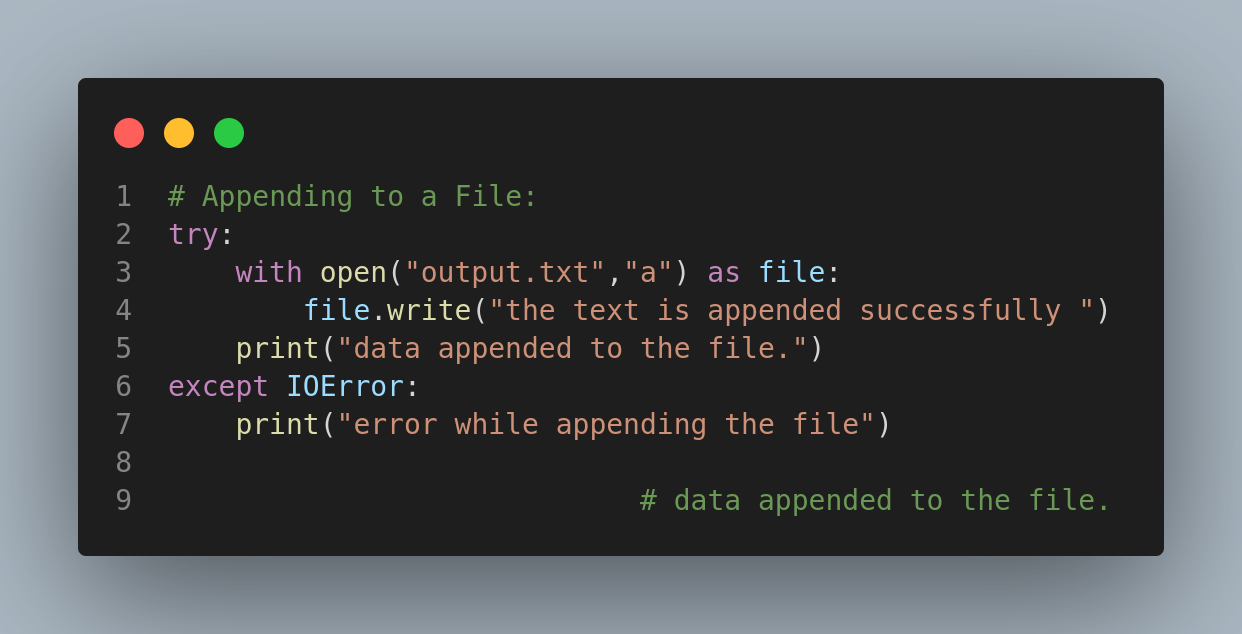 1 # Appending to a File:
2 try:
3     with open("output.txt","a") as file:
4         file.write("the text is appended successfully ")
5     print("data appended to the file.")
6 except IOError:
7     print("error while appending the file")
8
9                             # data appended to the file.